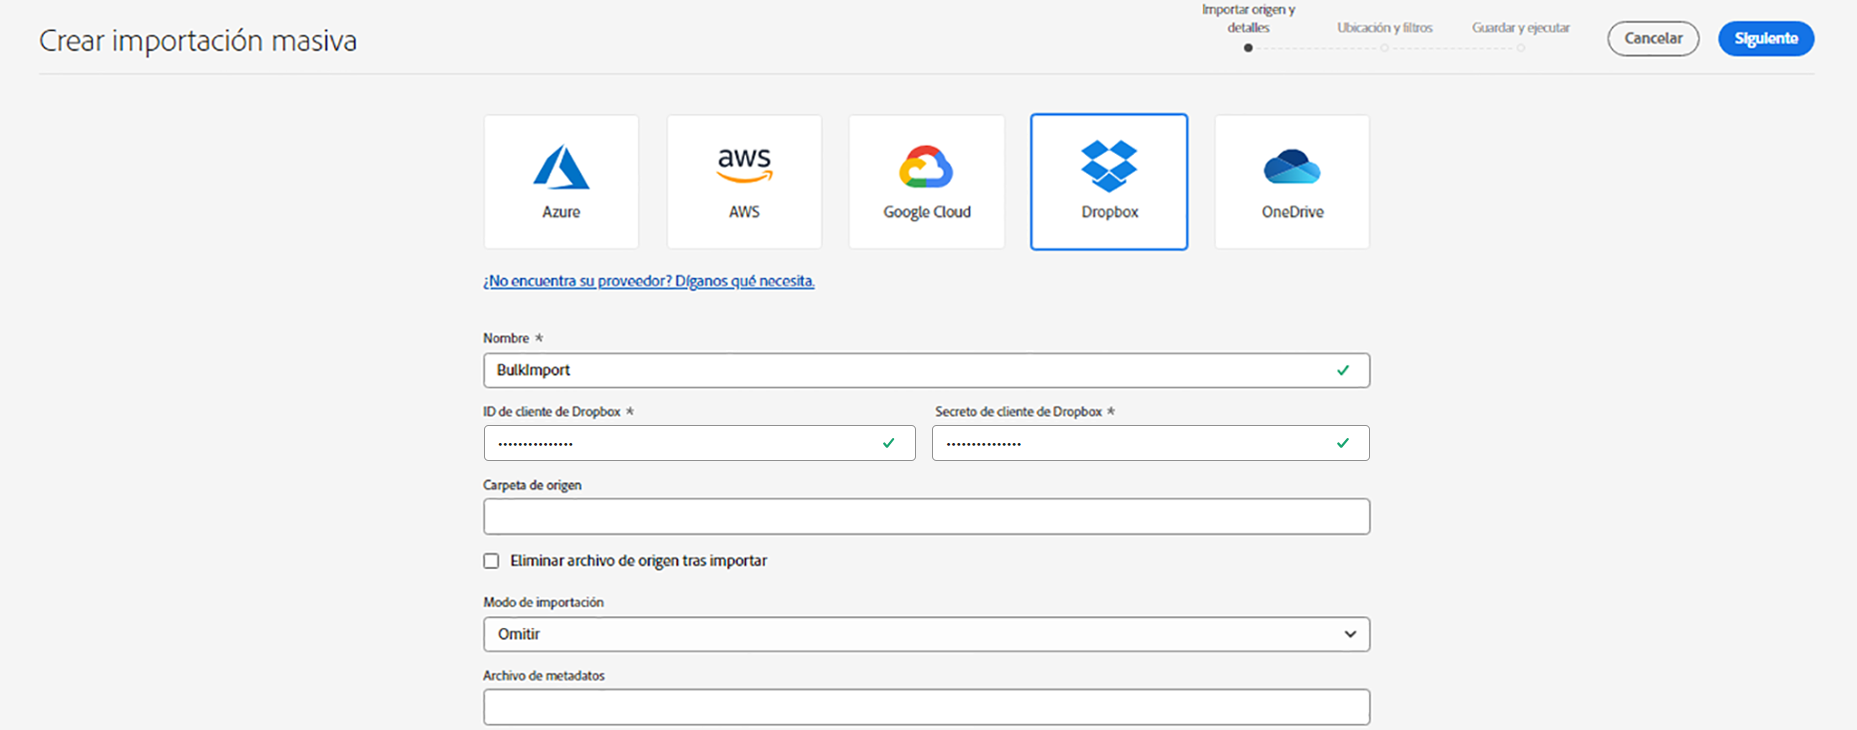 Crear importación masiva
Importar origen y
detalles
Ubicación y filtros
Guardar y ejecutar
Cancelar
Siguiente
aws
Azure
AWS
Google Cloud
Dropbox
OneDrive
¿No encuentra su proveedor? Díganos qué necesita.
Nombre *
BulkImport
ID de cliente de Dropbox *
Secreto de cliente de Dropbox *
Carpeta de origen
Eliminar archivo de origen tras importar
Modo de importación
Omitir
Archivo de metadatos